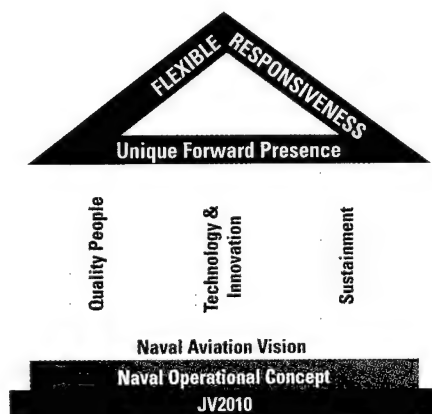 FLEXIBLE
RESPONSIVENESS
Unique Forward Presence
Quality People
Technology &
Innovation
Sustainment
Naval Aviation Vision
Naval Operational Concept
JV2010